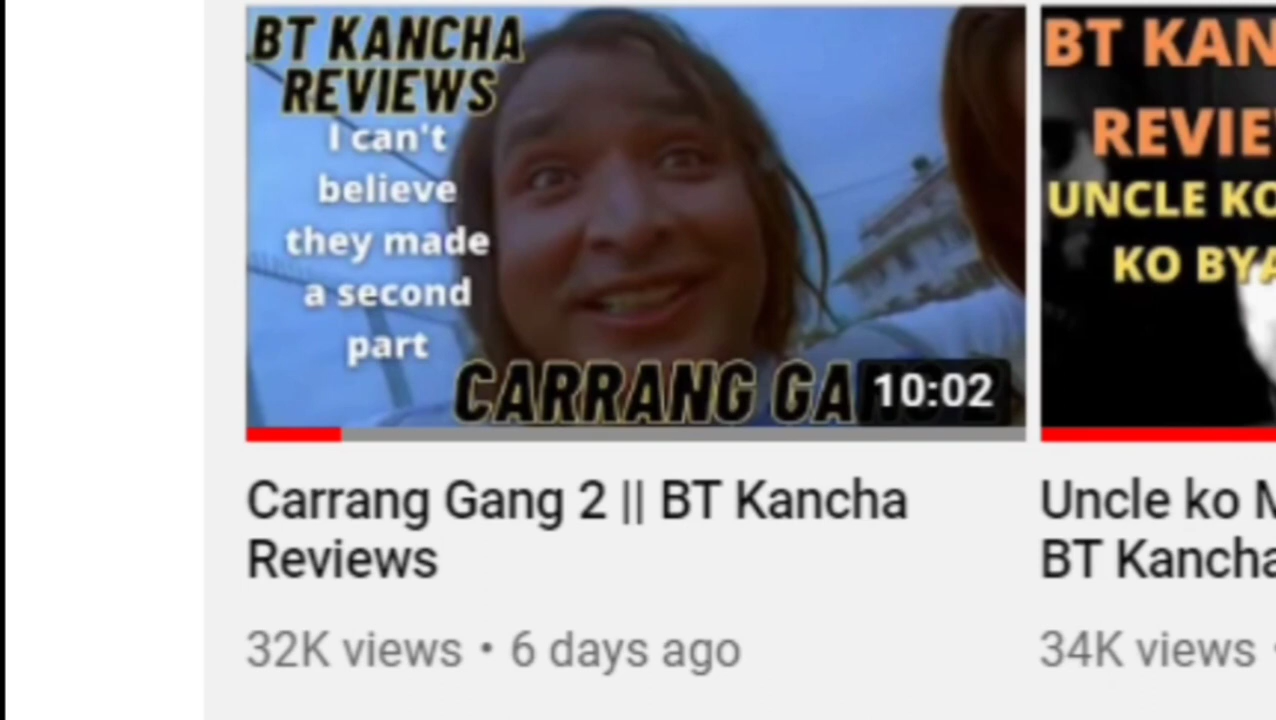 BT KANCHA
REVIEWS
I can't
believe
they made
a second
part
CARRANG GA
10:02
Carrang Gang 2 || BT Kancha
Reviews
32K views • 6 days ago
BT KAN
REVIE
UNCLE KO
KO BYA
Uncle ko M
BT Kancha
34K views •